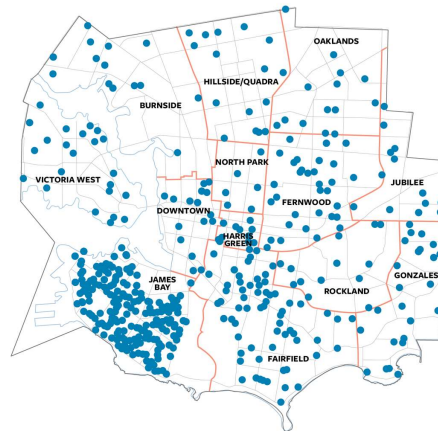 OAKLANDS
HILLSIDE/QUADRA
BURNSIDE
NORTH PARK
VICTORIA WEST
JUBILEE
DOWNTOWN
FERNWOOD
HARRIS
GREEN
GONZALES
JAMES
BAY
ROCKLAND
FAIRFIELD